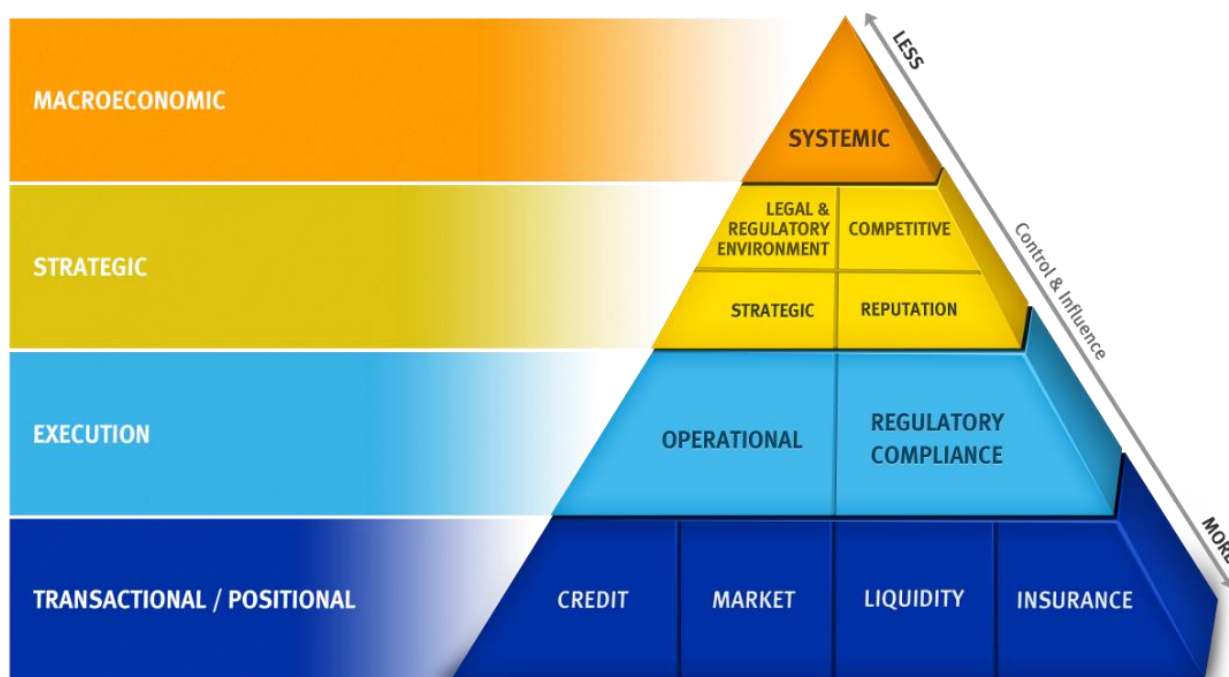 MACROECONOMIC
SYSTEMIC
LESS
STRATEGIC
LEGAL &
REGULATORY
ENVIRONMENT
COMPETITIVE
STRATEGIC
REPUTATION
Control & Influence
EXECUTION
OPERATIONAL
REGULATORY
COMPLIANCE
MORE
TRANSACTIONAL / POSITIONAL
CREDIT
MARKET
LIQUIDITY
INSURANCE